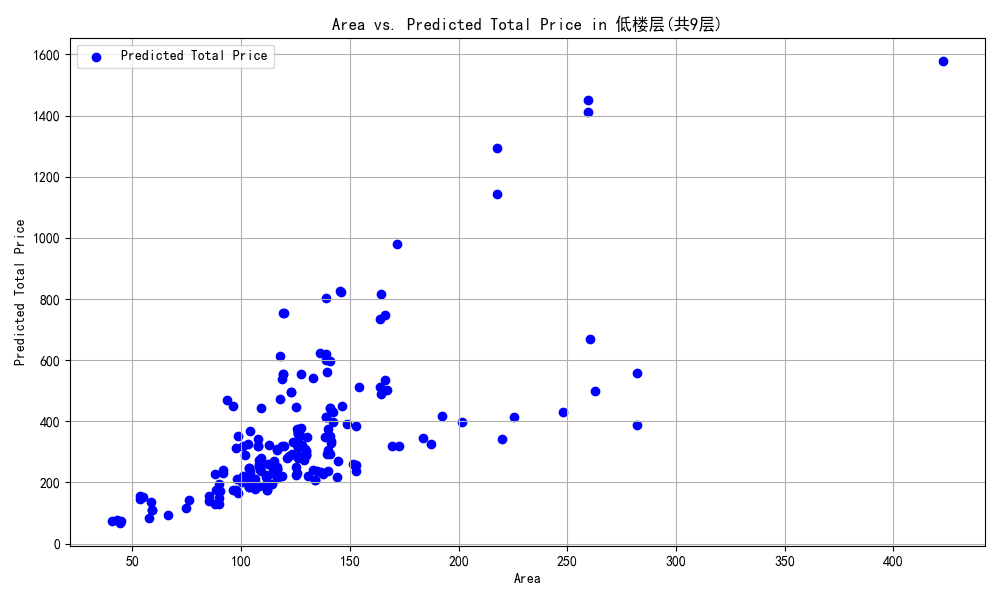 Area vs. Predicted Total Price in 低楼层(共9层)
Predicted Total Price
Predicted Total Price
1600
1400
1200
1000
800
600
400
200
0
50 100 150 200 250 300 350 400
Area